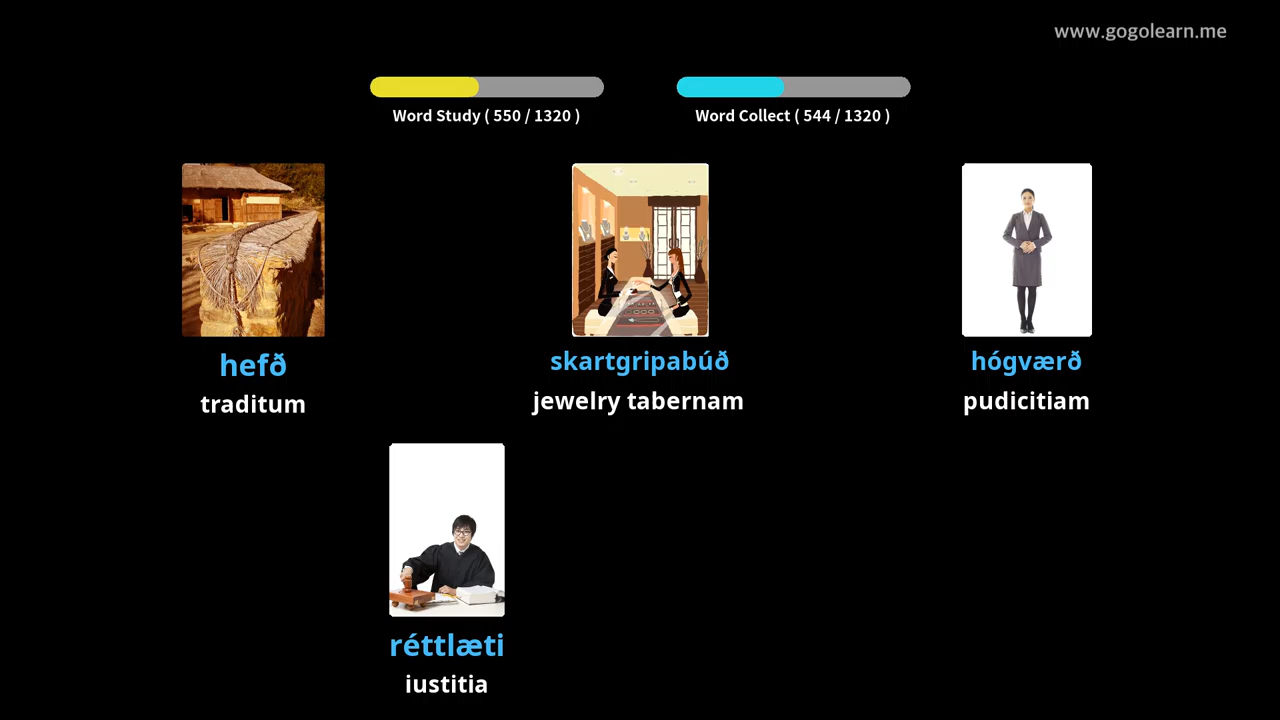 www.gogolearn.me
Word Study ( 550 / 1320 )
Word Collect ( 544 / 1320 )
hefð
traditum
skartgripabúð
jewelry tabernam
hógværð
pudicitiam
réttlæti
iustitia